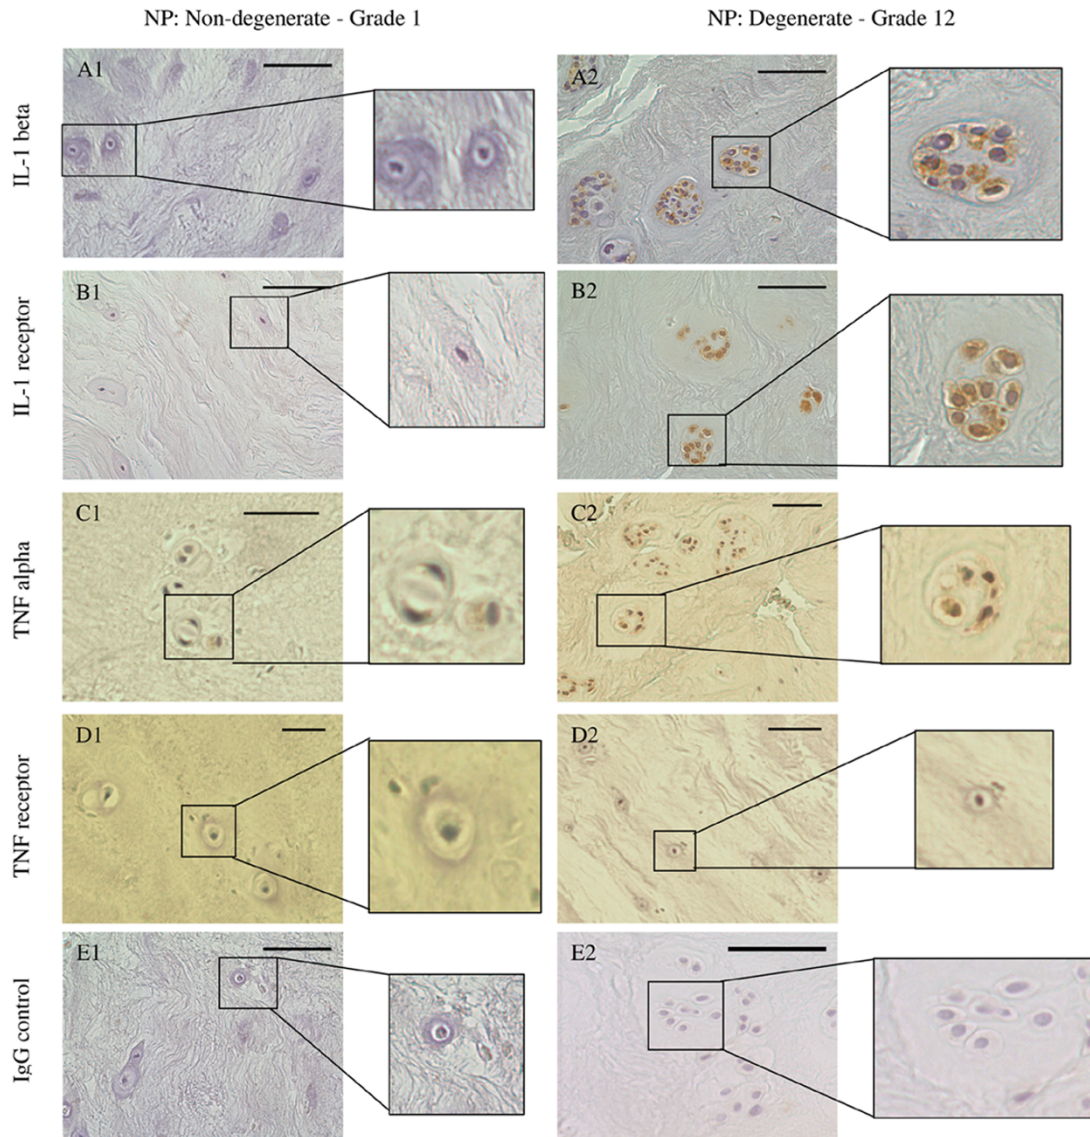 NP: Non-degenerate - Grade 1
NP: Degenerate - Grade 12
IL-1 beta
A1
A2
IL-1 receptor
B1
B2
TNF alpha
C1
C2
TNF receptor
D1
D2
IgG control
E1
E2